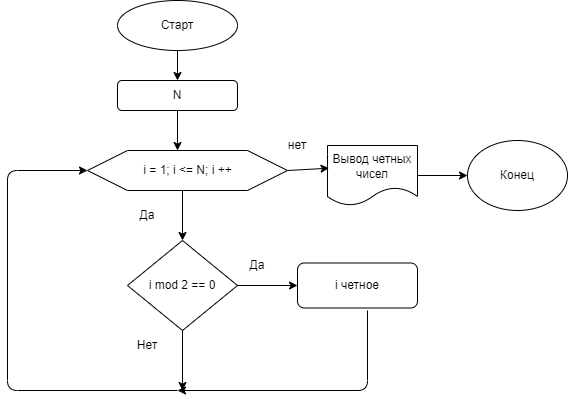 Старт
N
i = 1; i <= N; i ++
нет
Вывод четных
чисел
Конец
Да
i mod 2 == 0
Да
i четное
Нет